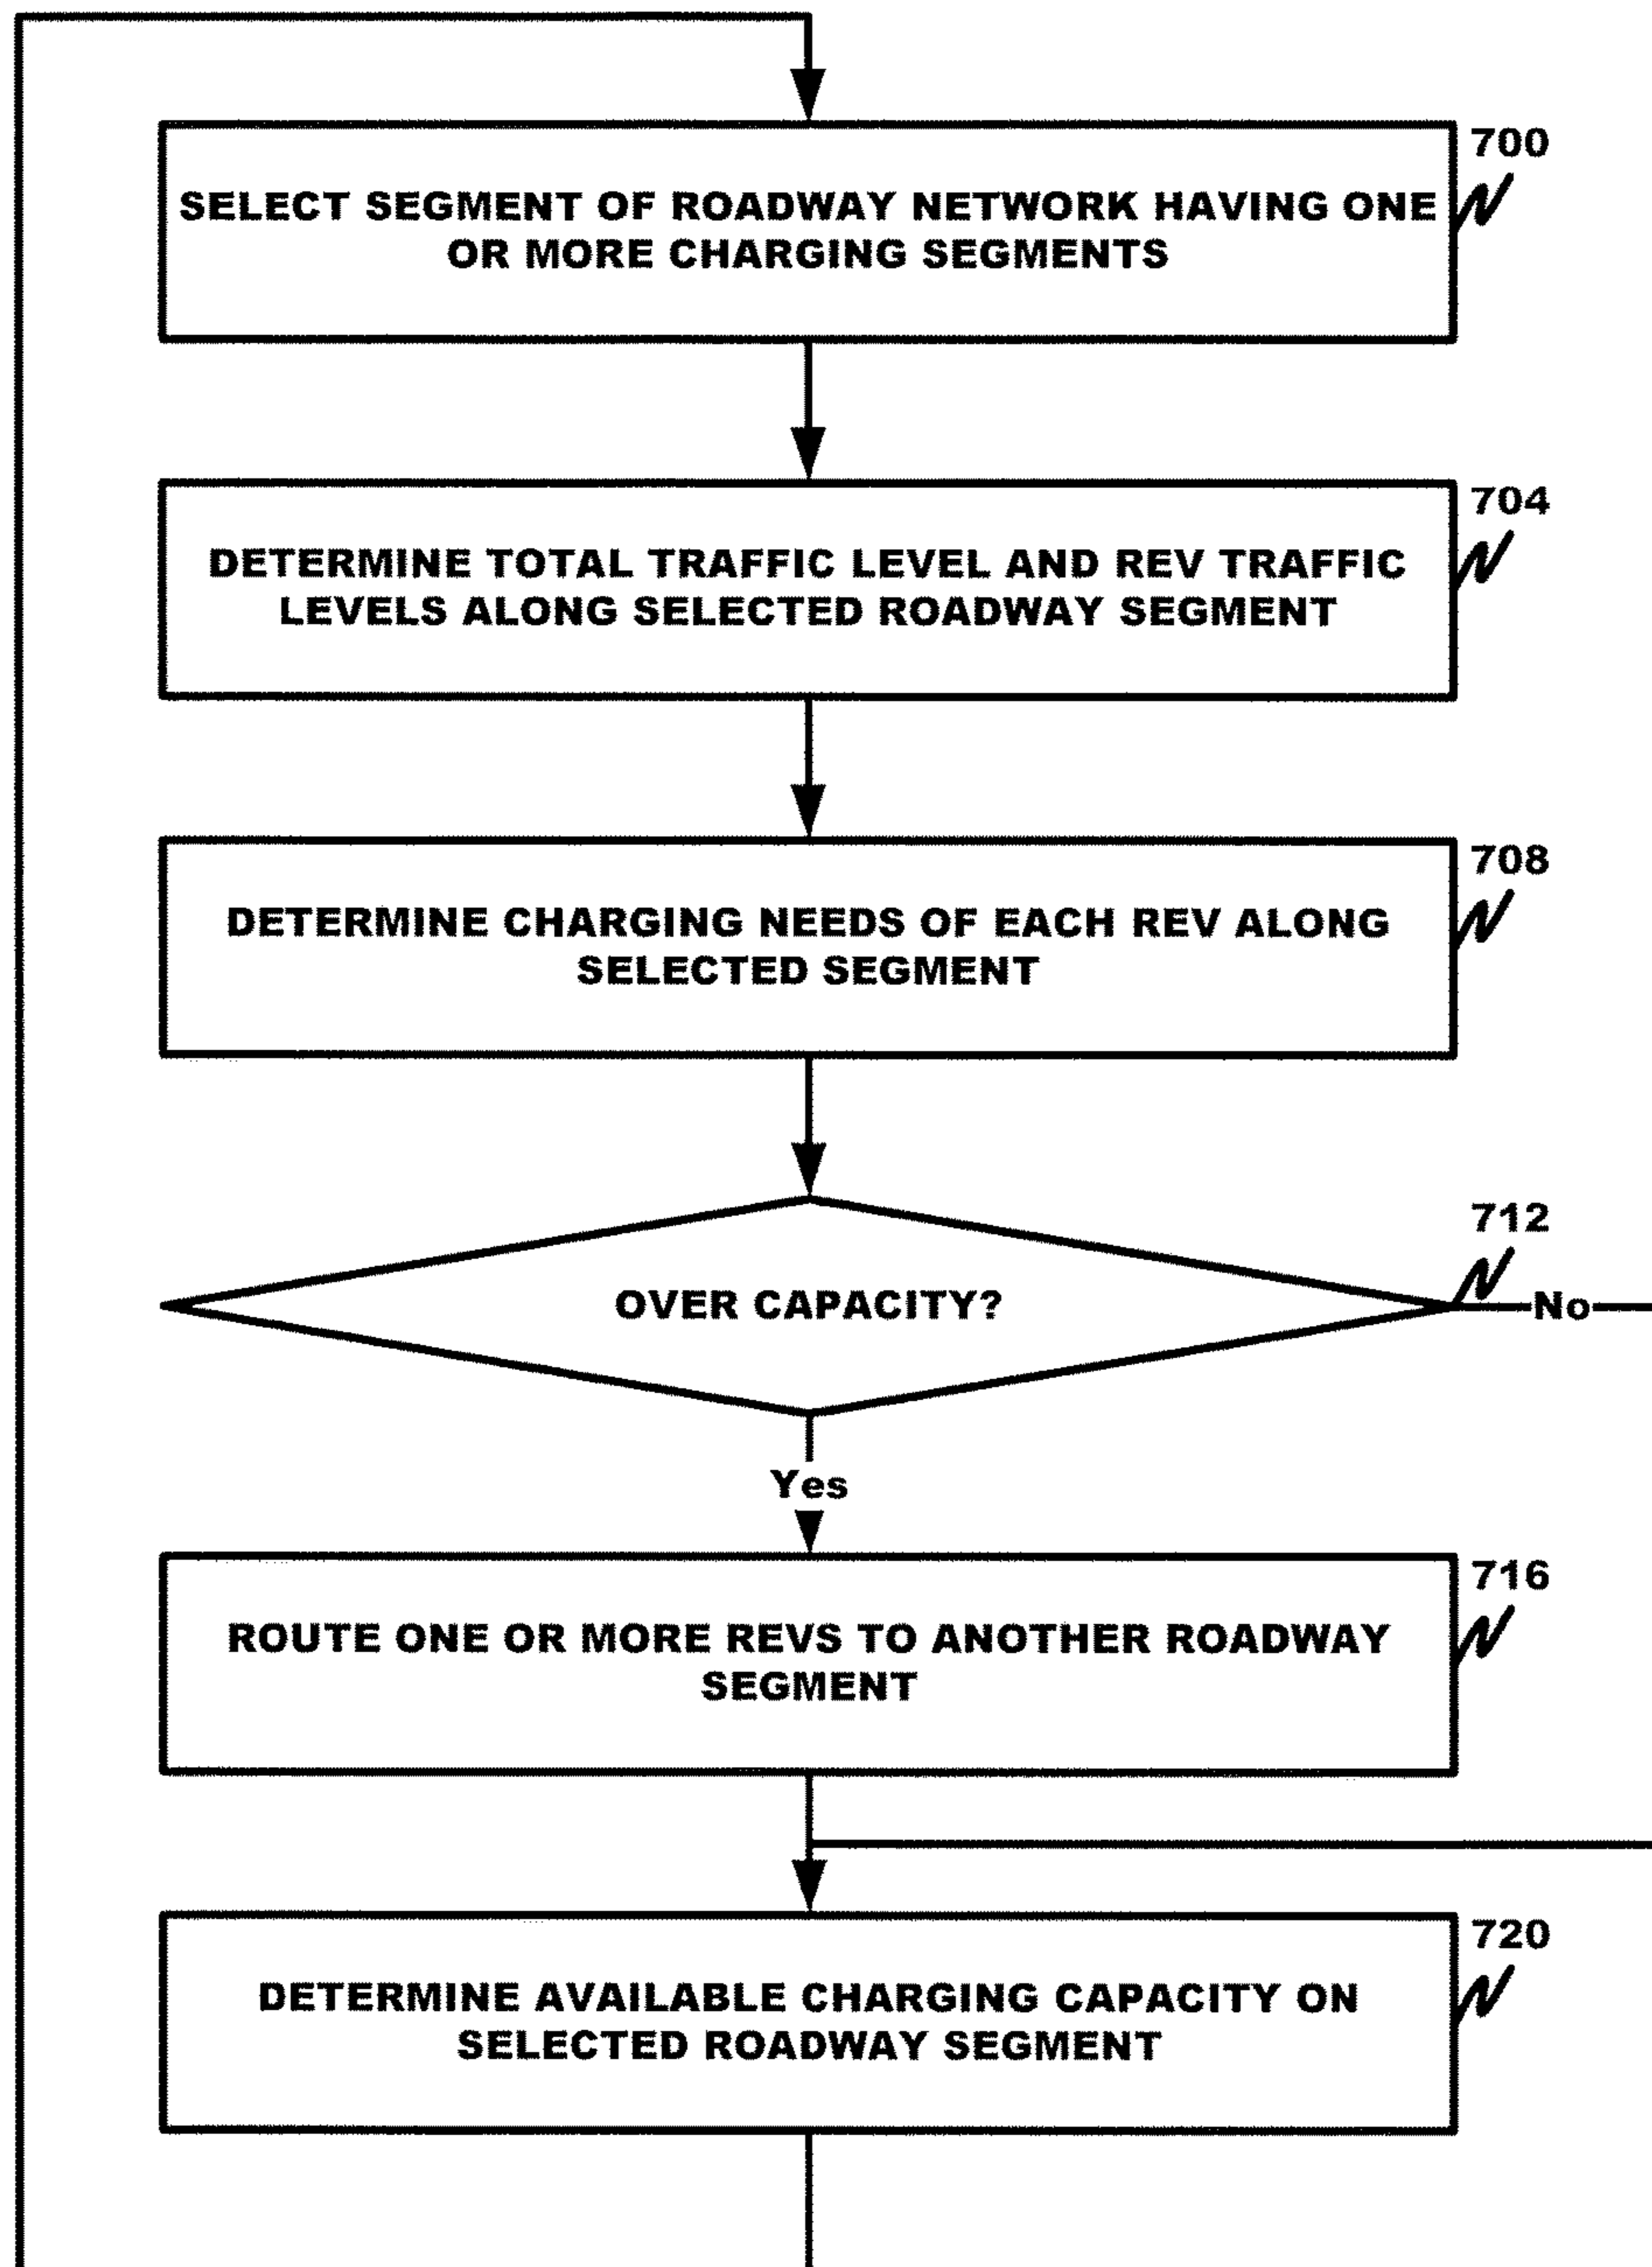 700
SELECT SEGMENT OF ROADWAY NETWORK HAVING ONE
OR MORE CHARGING SEGMENTS
704
DETERMINE TOTAL TRAFFIC LEVEL AND REV TRAFFIC
LEVELS ALONG SELECTED ROADWAY SEGMENT
708
DETERMINE CHARGING NEEDS OF EACH REV ALONG
SELECTED SEGMENT
712
OVER CAPACITY?
No
Yes
716
ROUTE ONE OR MORE REVS TO ANOTHER ROADWAY
SEGMENT
720
DETERMINE AVAILABLE CHARGING CAPACITY ON
SELECTED ROADWAY SEGMENT